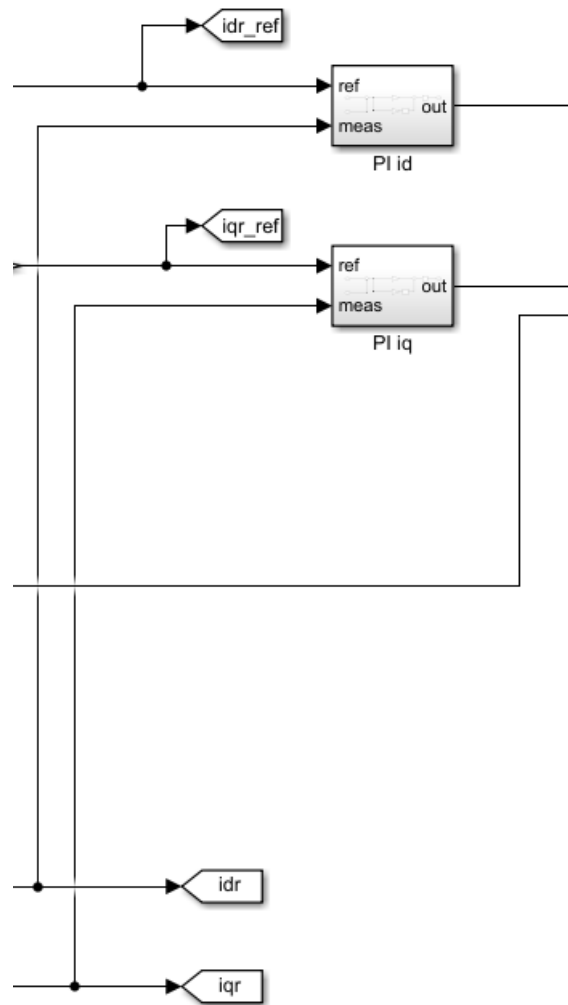 idr_ref
ref
out
meas
PI id
iqr_ref
ref
out
meas
PI iq
idr
iqr